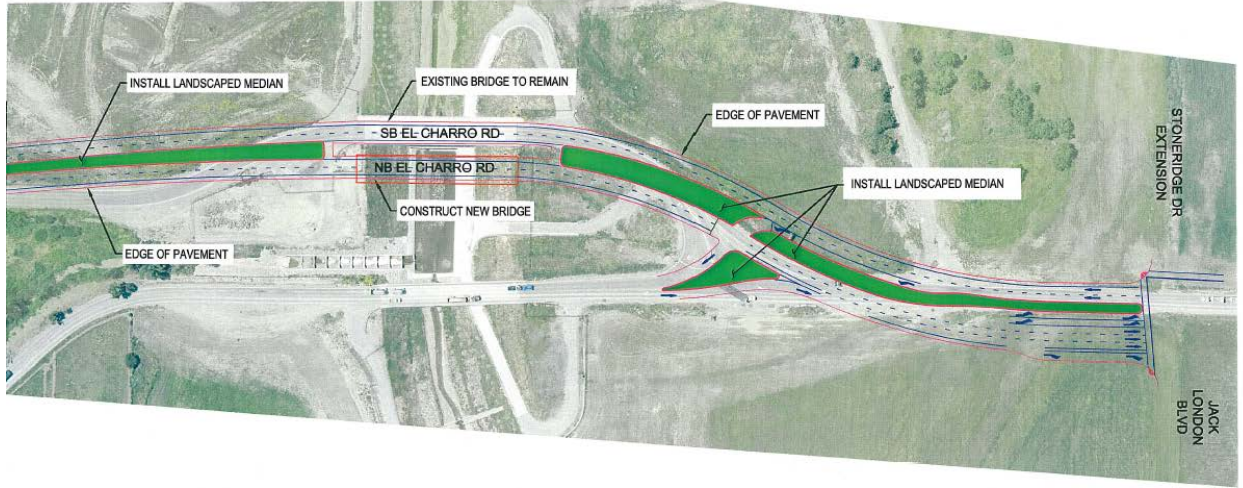 INSTALL LANDSCAPED MEDIAN
EXISTING BRIDGE TO REMAIN
EDGE OF PAVEMENT
STONERIDGE DR
EXTENSION
SB EL CHARRO RD
NB EL CHARRO RD
INSTALL LANDSCAPED MEDIAN
CONSTRUCT NEW BRIDGE
EDGE OF PAVEMENT
JACK
LONDON
BLVD